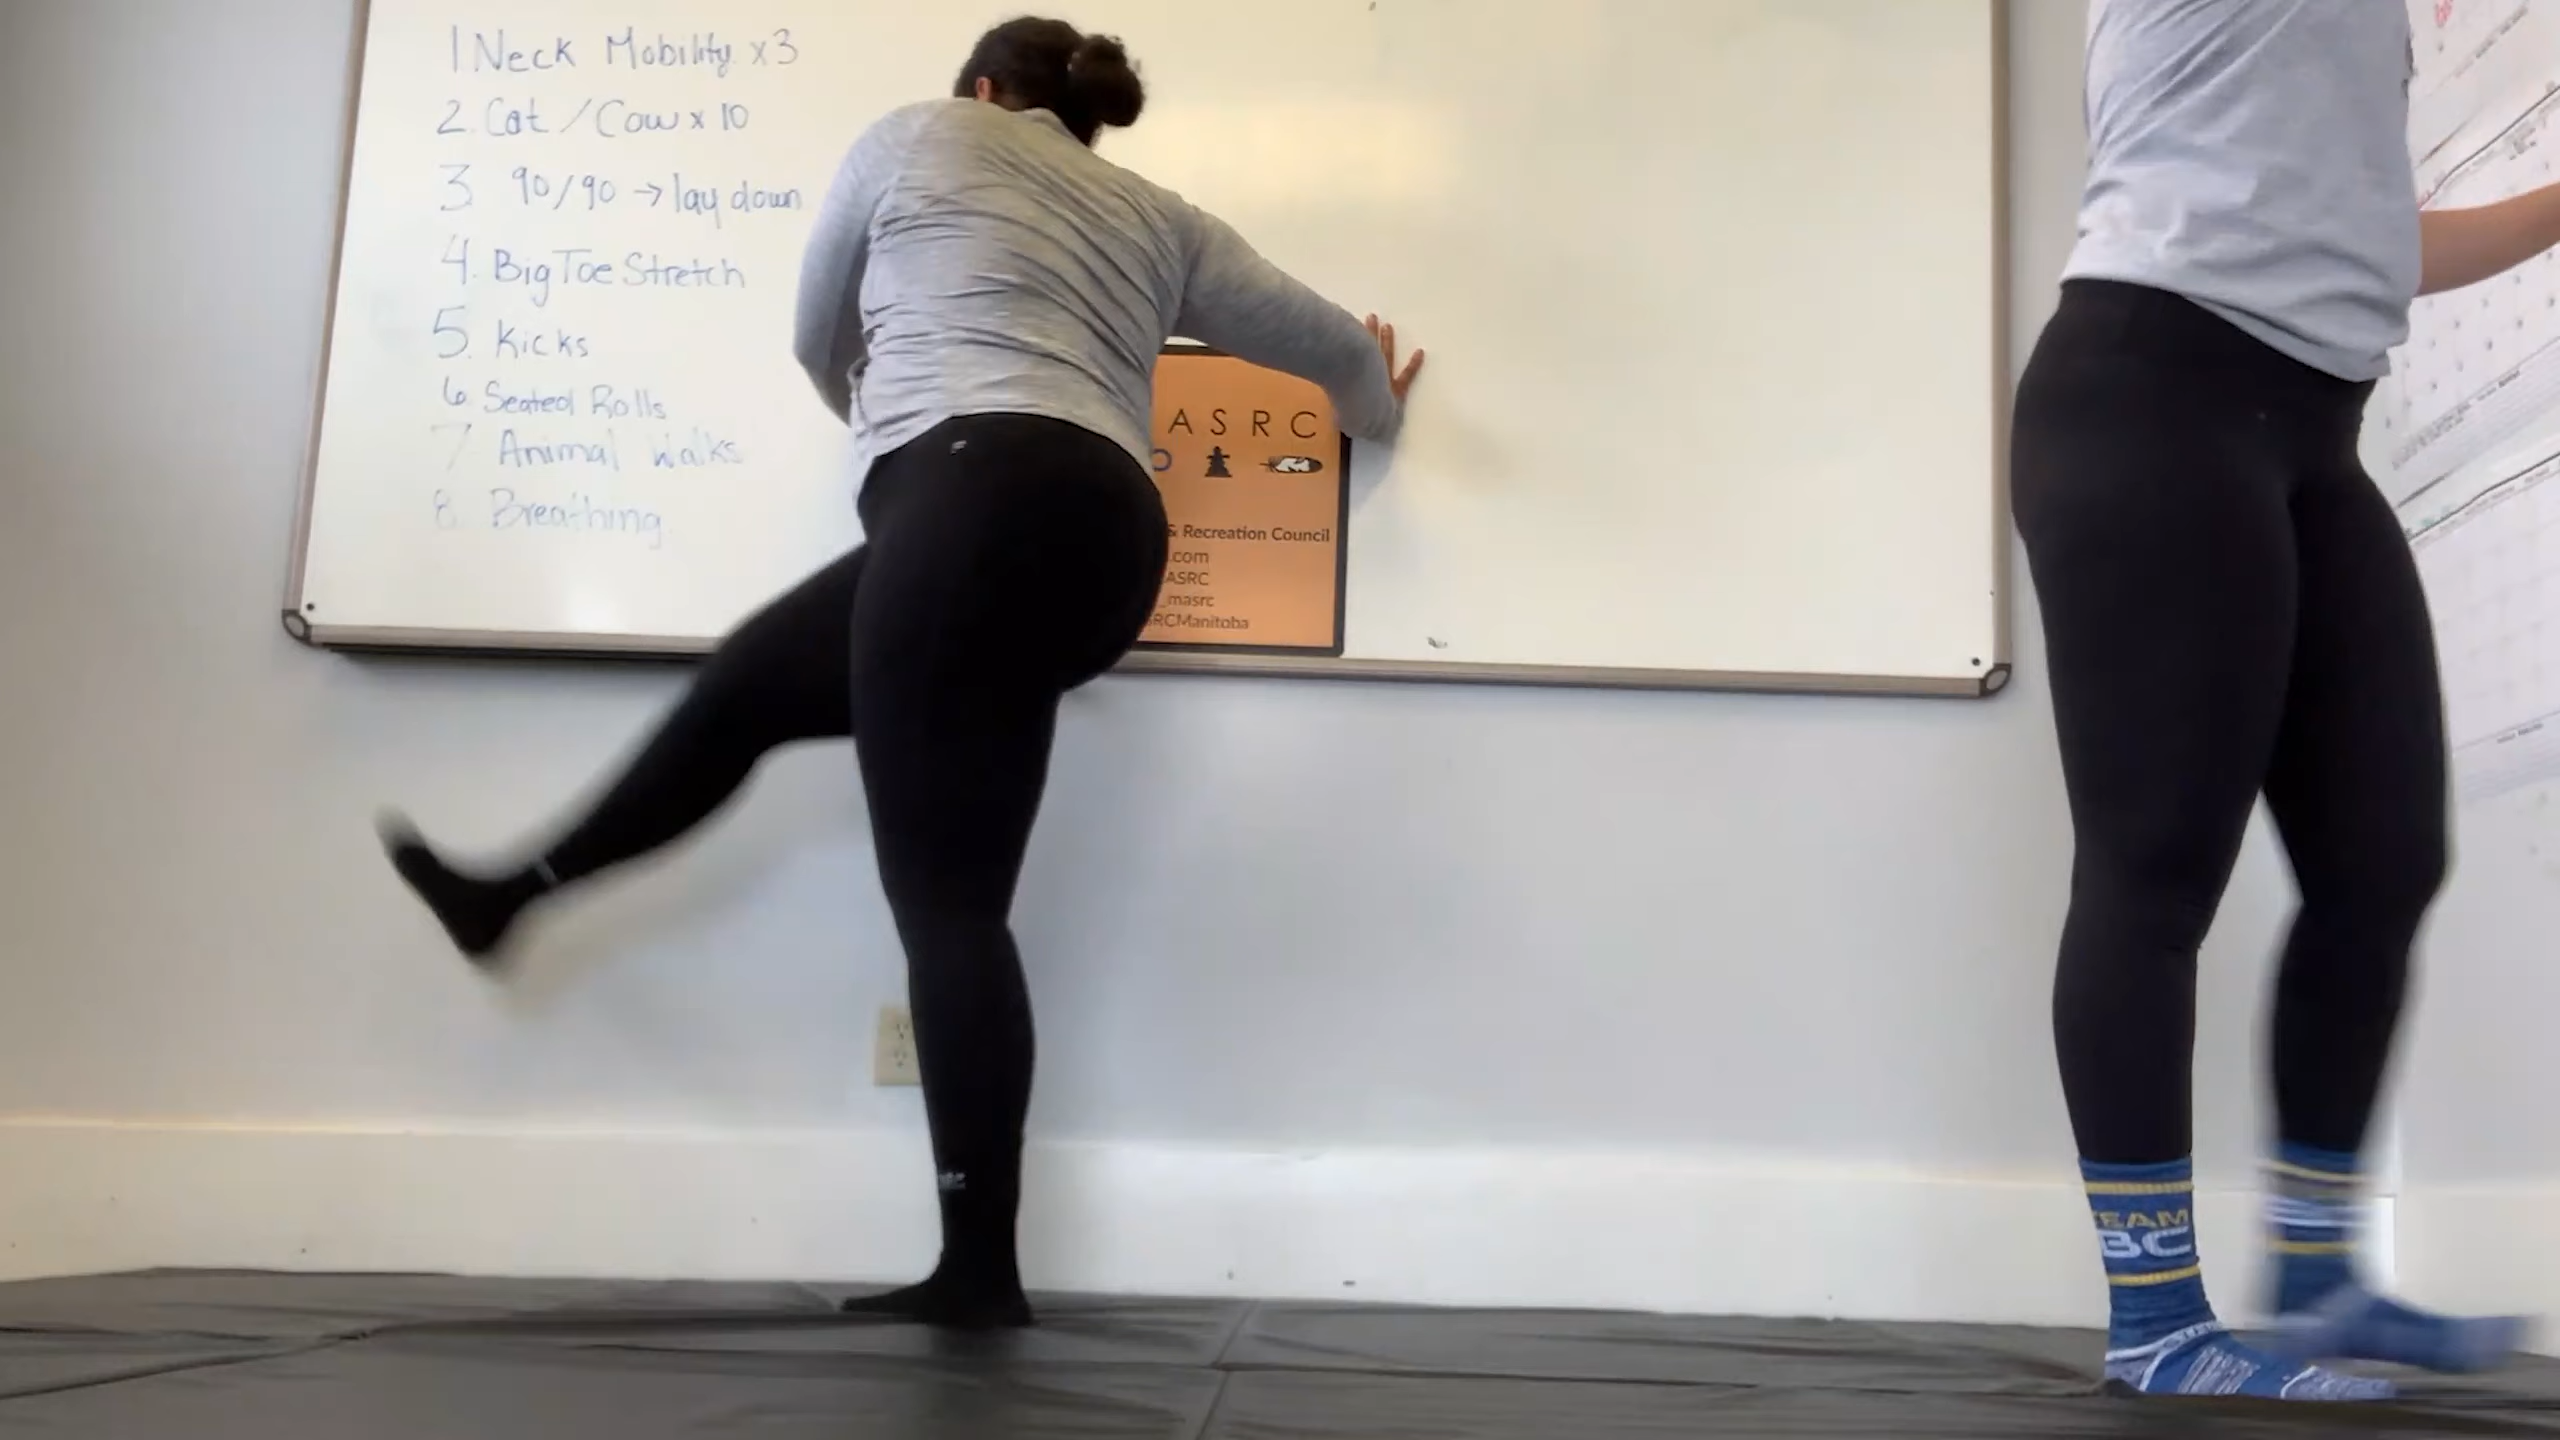 1 Neck Mobility x3
2. Cat / Cow x 10
3 90/90 → lay down
4. Big Toe Stretch
5. Kicks
6. Seated Rolls
7 Animal Walks
8. Breathing.
ASRC
& Recreation Council
.com
ASRC
_masrc
SRCManitoba
TEAM
BC